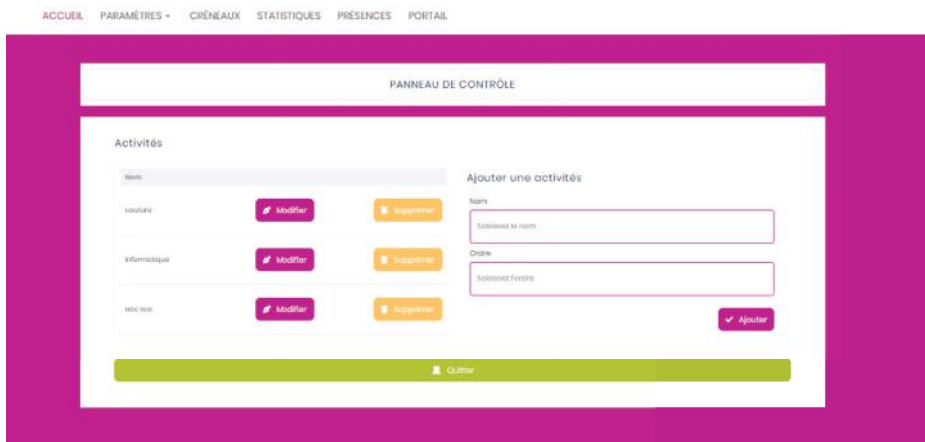 ACCUEIL PARAMÈTRES CRÉNEAUX STATISTIQUES PRÉSENCES PORTAIL
PANNEAU DE CONTRÔLE
Activités
Nom
Ajouter une activités
couture Modifier Supprimer
Nom
Saisissez le nom
Informatique Modifier Supprimer
Ordre
Saisissez l'ordre
Modifier Supprimer
Ajouter
Quitter